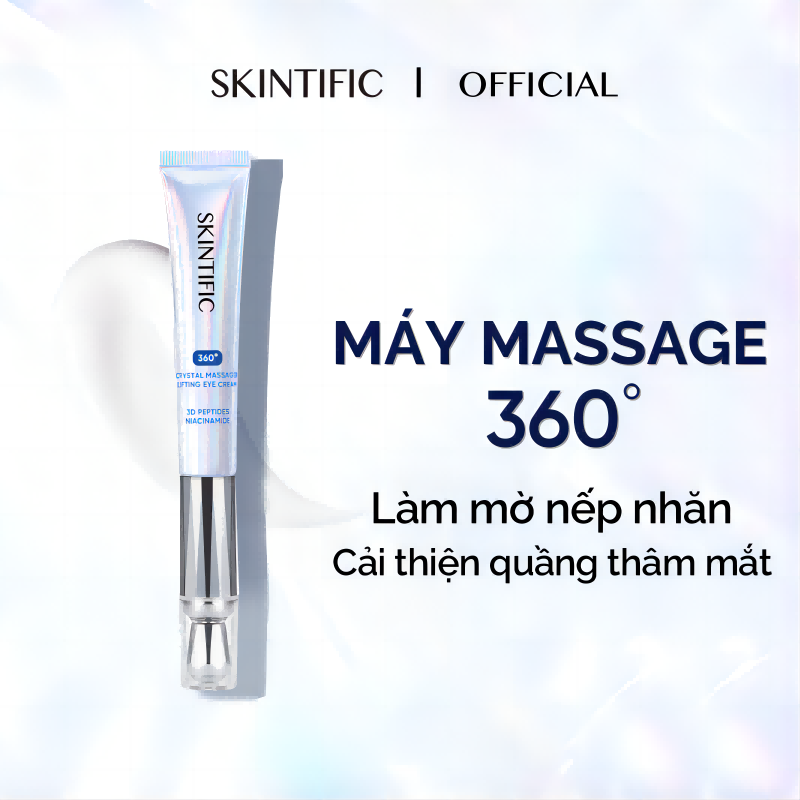 SKINTIFIC | OFFICIAL
SKINTIFIC
360°
CRYSTAL MASSAGE
LIFTING EYE CREAM
3D PEPTIDES
NIACINAMIDE
MÁY MASSAGE
360°
Làm mờ nếp nhăn
Cải thiện quầng thâm mắt